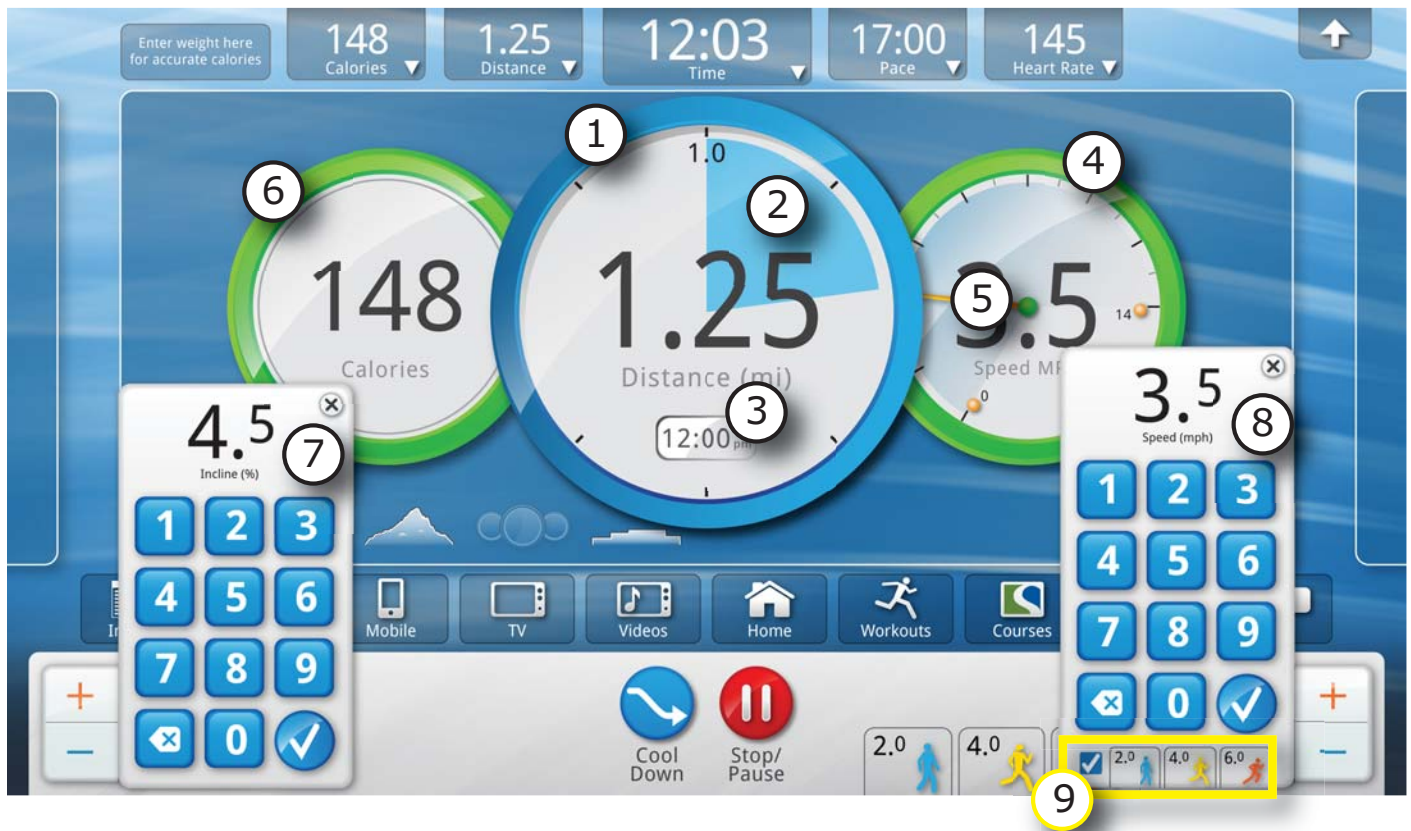 Enter weight here
for accurate calories
148
Calories
1.25
Distance
12:03
Time
17:00
Pace
145
Heart Rate
1
2
3
4
5
6
1.0
148
Calories
1.25
Distance (mi)
12:00 pm
3.5
Speed
14
0
4.5
Incline (%)
7
1 2 3
4 5 6
7 8 9
0
3.5
Speed (mph)
8
1 2 3
4 5 6
7 8 9
0
Mobile
TV
Videos
Home
Workouts
Courses
+
−
Cool
Down
Stop/
Pause
2.0
4.0
2.0 4.0 6.0
+
−
9